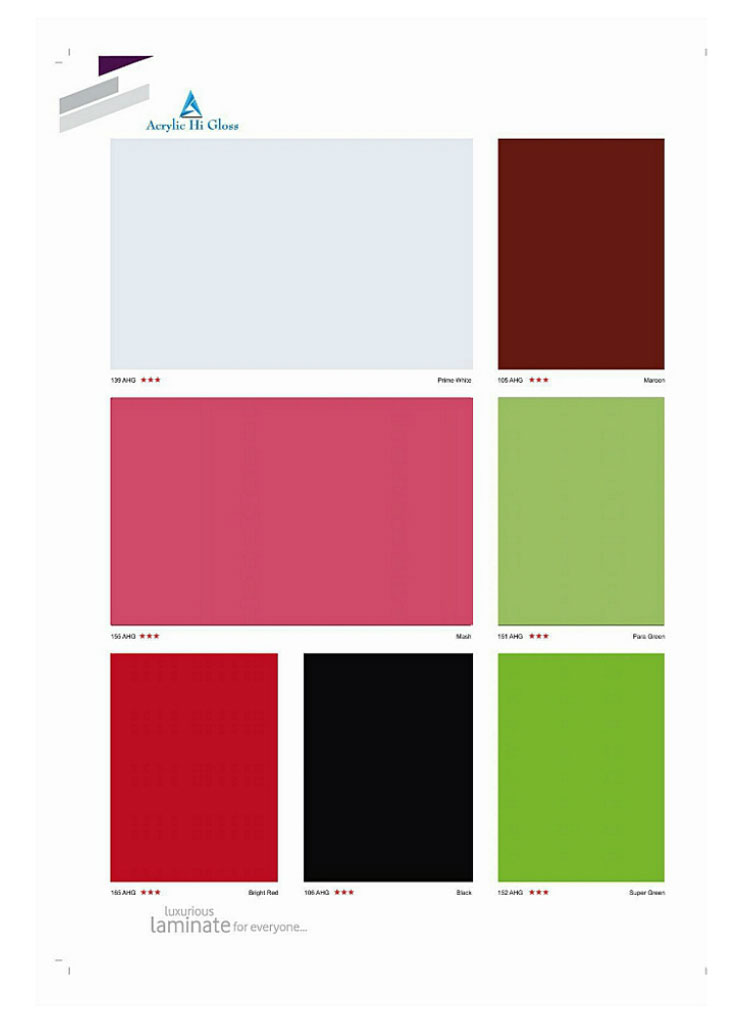 Acrylic Hi Gloss
139 AHG ★★★ Prime White
105 AHG ★★★ Maroon
155 AHG ★★★ Mash
151 AHG ★★★ Para Green
165 AHG ★★★ Bright Red
166 AHG ★★★ Black
152 AHG ★★★ Super Green
luxurious
laminate for everyone...